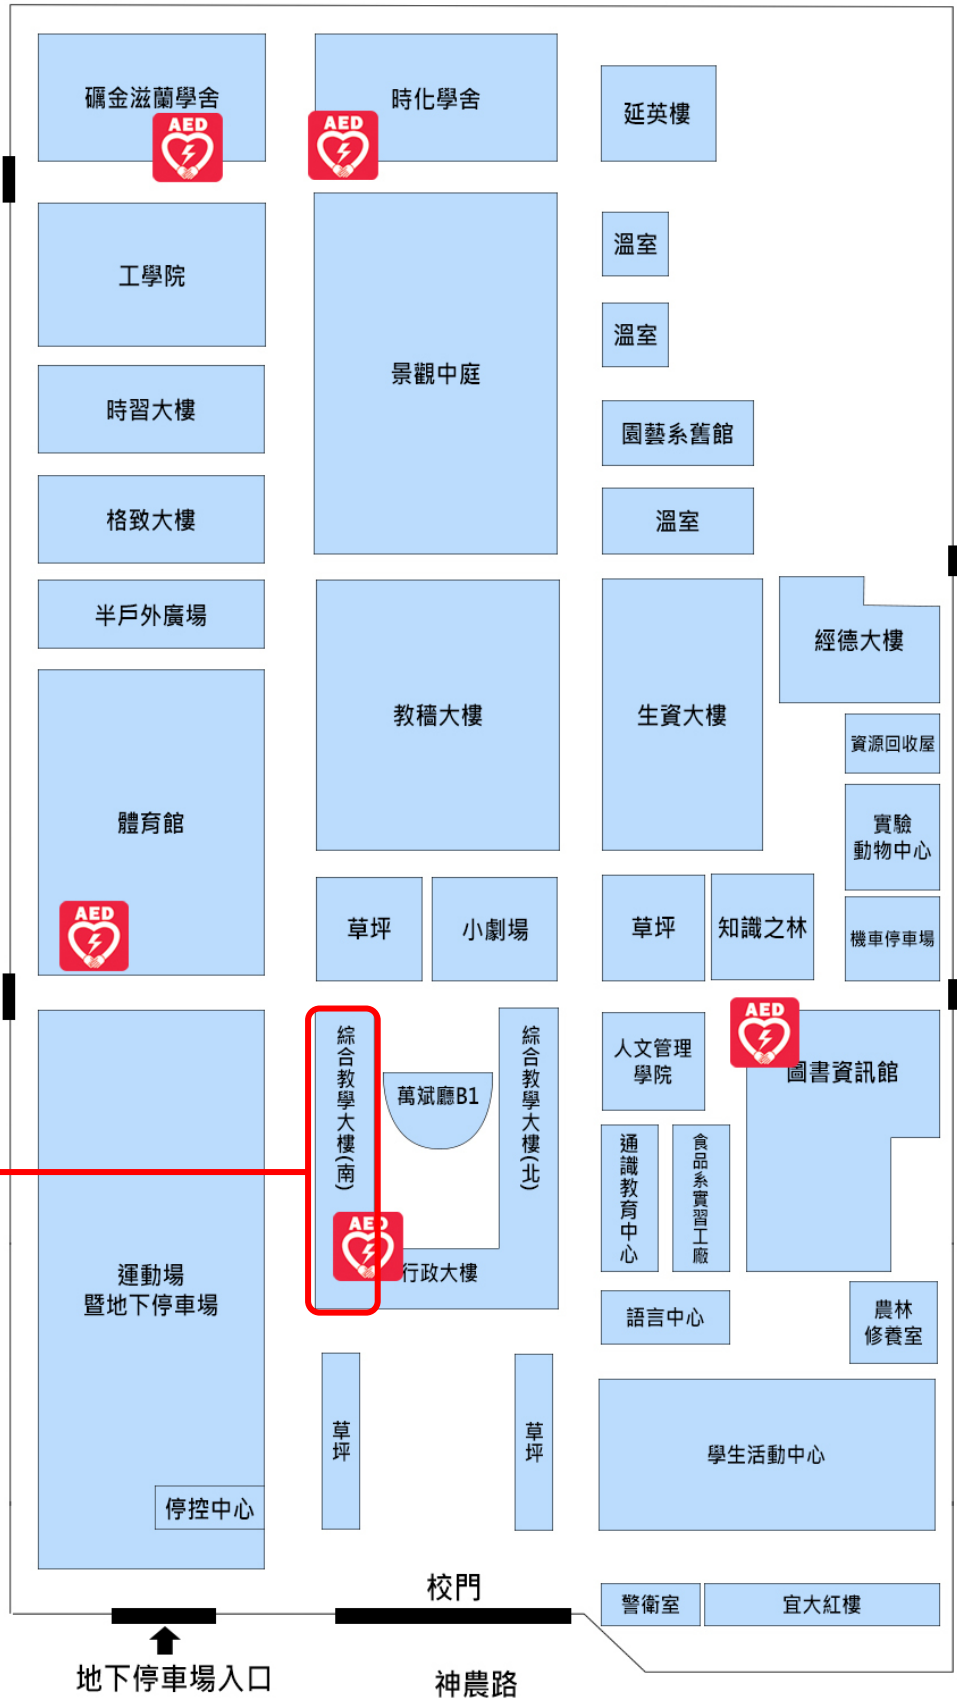 礪金滋蘭學舍
AED
時化學舍
AED
延英樓
工學院
景觀中庭
溫室
溫室
時習大樓
園藝系舊館
格致大樓
溫室
半戶外廣場
教穡大樓
生資大樓
經德大樓
資源回收屋
體育館
AED
實驗
動物中心
草坪
小劇場
草坪
知識之林
機車停車場
綜合教學大樓(南)
萬斌廳B1
綜合教學大樓(北)
人文管理
學院
AED
圖書資訊館
通識教育中心
食品系實習工廠
AED
行政大樓
運動場
暨地下停車場
語言中心
農林
修養室
草坪
草坪
學生活動中心
停控中心
校門
警衛室
宜大紅樓
地下停車場入口
神農路